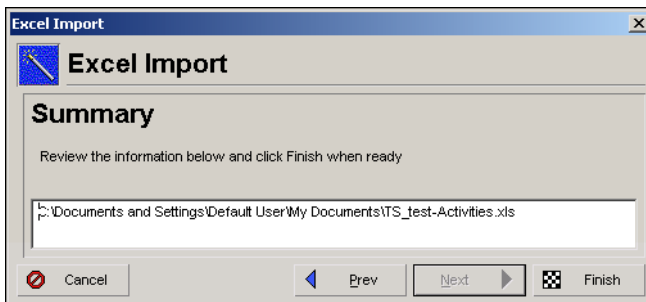 Excel Import
Excel Import
Summary
Review the information below and click Finish when ready
C:\Documents and Settings\Default User\My Documents\TS_test-Activities.xls
Cancel
Prev
Next
Finish